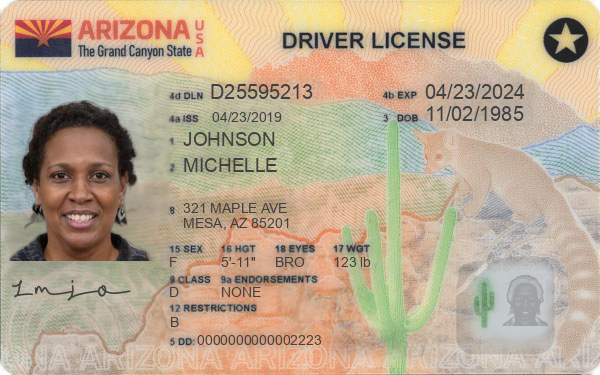 ARIZONA USA
The Grand Canyon State
DRIVER LICENSE
4d DLN D25595213
4b EXP 04/23/2024
4a ISS 04/23/2019
3 DOB 11/02/1985
1 JOHNSON
2 MICHELLE
8 321 MAPLE AVE
MESA, AZ 85201
15 SEX 16 HGT 18 EYES 17 WGT
F 5'-11" BRO 123 lb
9 CLASS 9a ENDORSEMENTS
D NONE
12 RESTRICTIONS
B
5 DD: 0000000000002223
ARIZONA ARIZONA ARIZONA ARIZONA